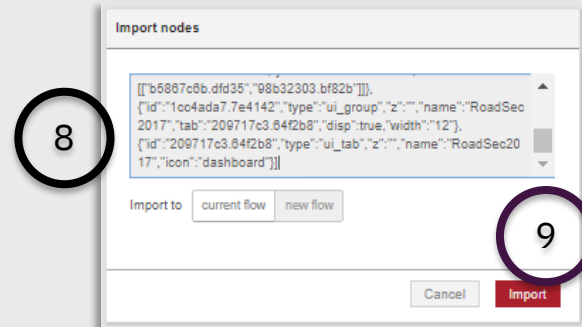 Import nodes
[["b5867c6b.dfd35","98b32303.bf82b"]]},
{"id":"1cc4ada7.7e4142","type":"ui_group","z":"","name":"RoadSec
2017","tab":"209717c3.64f2b8","disp":true,"width":"12"},
{"id":"209717c3.64f2b8","type":"ui_tab","z":"","name":"RoadSec20
17","icon":"dashboard"}]
8
Import to current flow new flow
9
Cancel Import